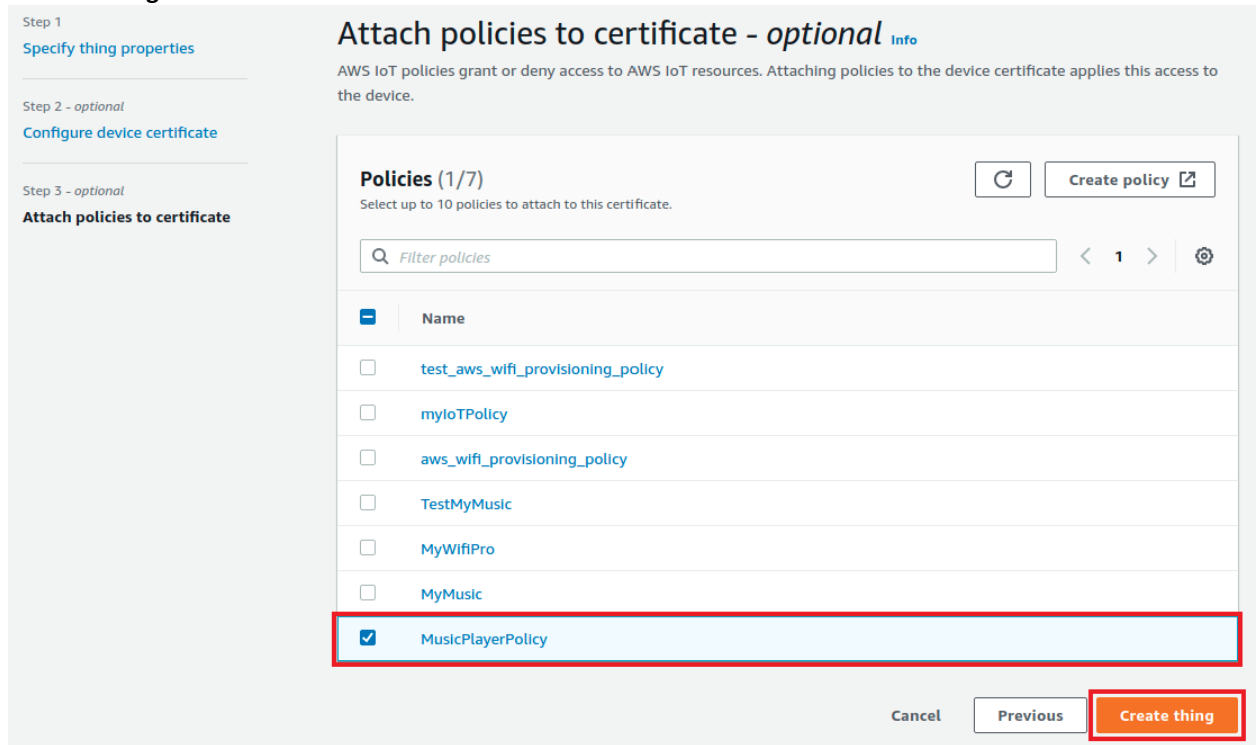 Step 1
Specify thing properties
Step 2 - optional
Configure device certificate
Step 3 - optional
Attach policies to certificate
Attach policies to certificate - optional Info
AWS IoT policies grant or deny access to AWS IoT resources. Attaching policies to the device certificate applies this access to
the device.
Policies (1/7)
Create policy
Select up to 10 policies to attach to this certificate.
Filter policies
1
Name
test_aws_wifi_provisioning_policy
myIoTPolicy
aws_wifi_provisioning_policy
TestMyMusic
MyWifiPro
MyMusic
MusicPlayerPolicy
Cancel Previous Create thing